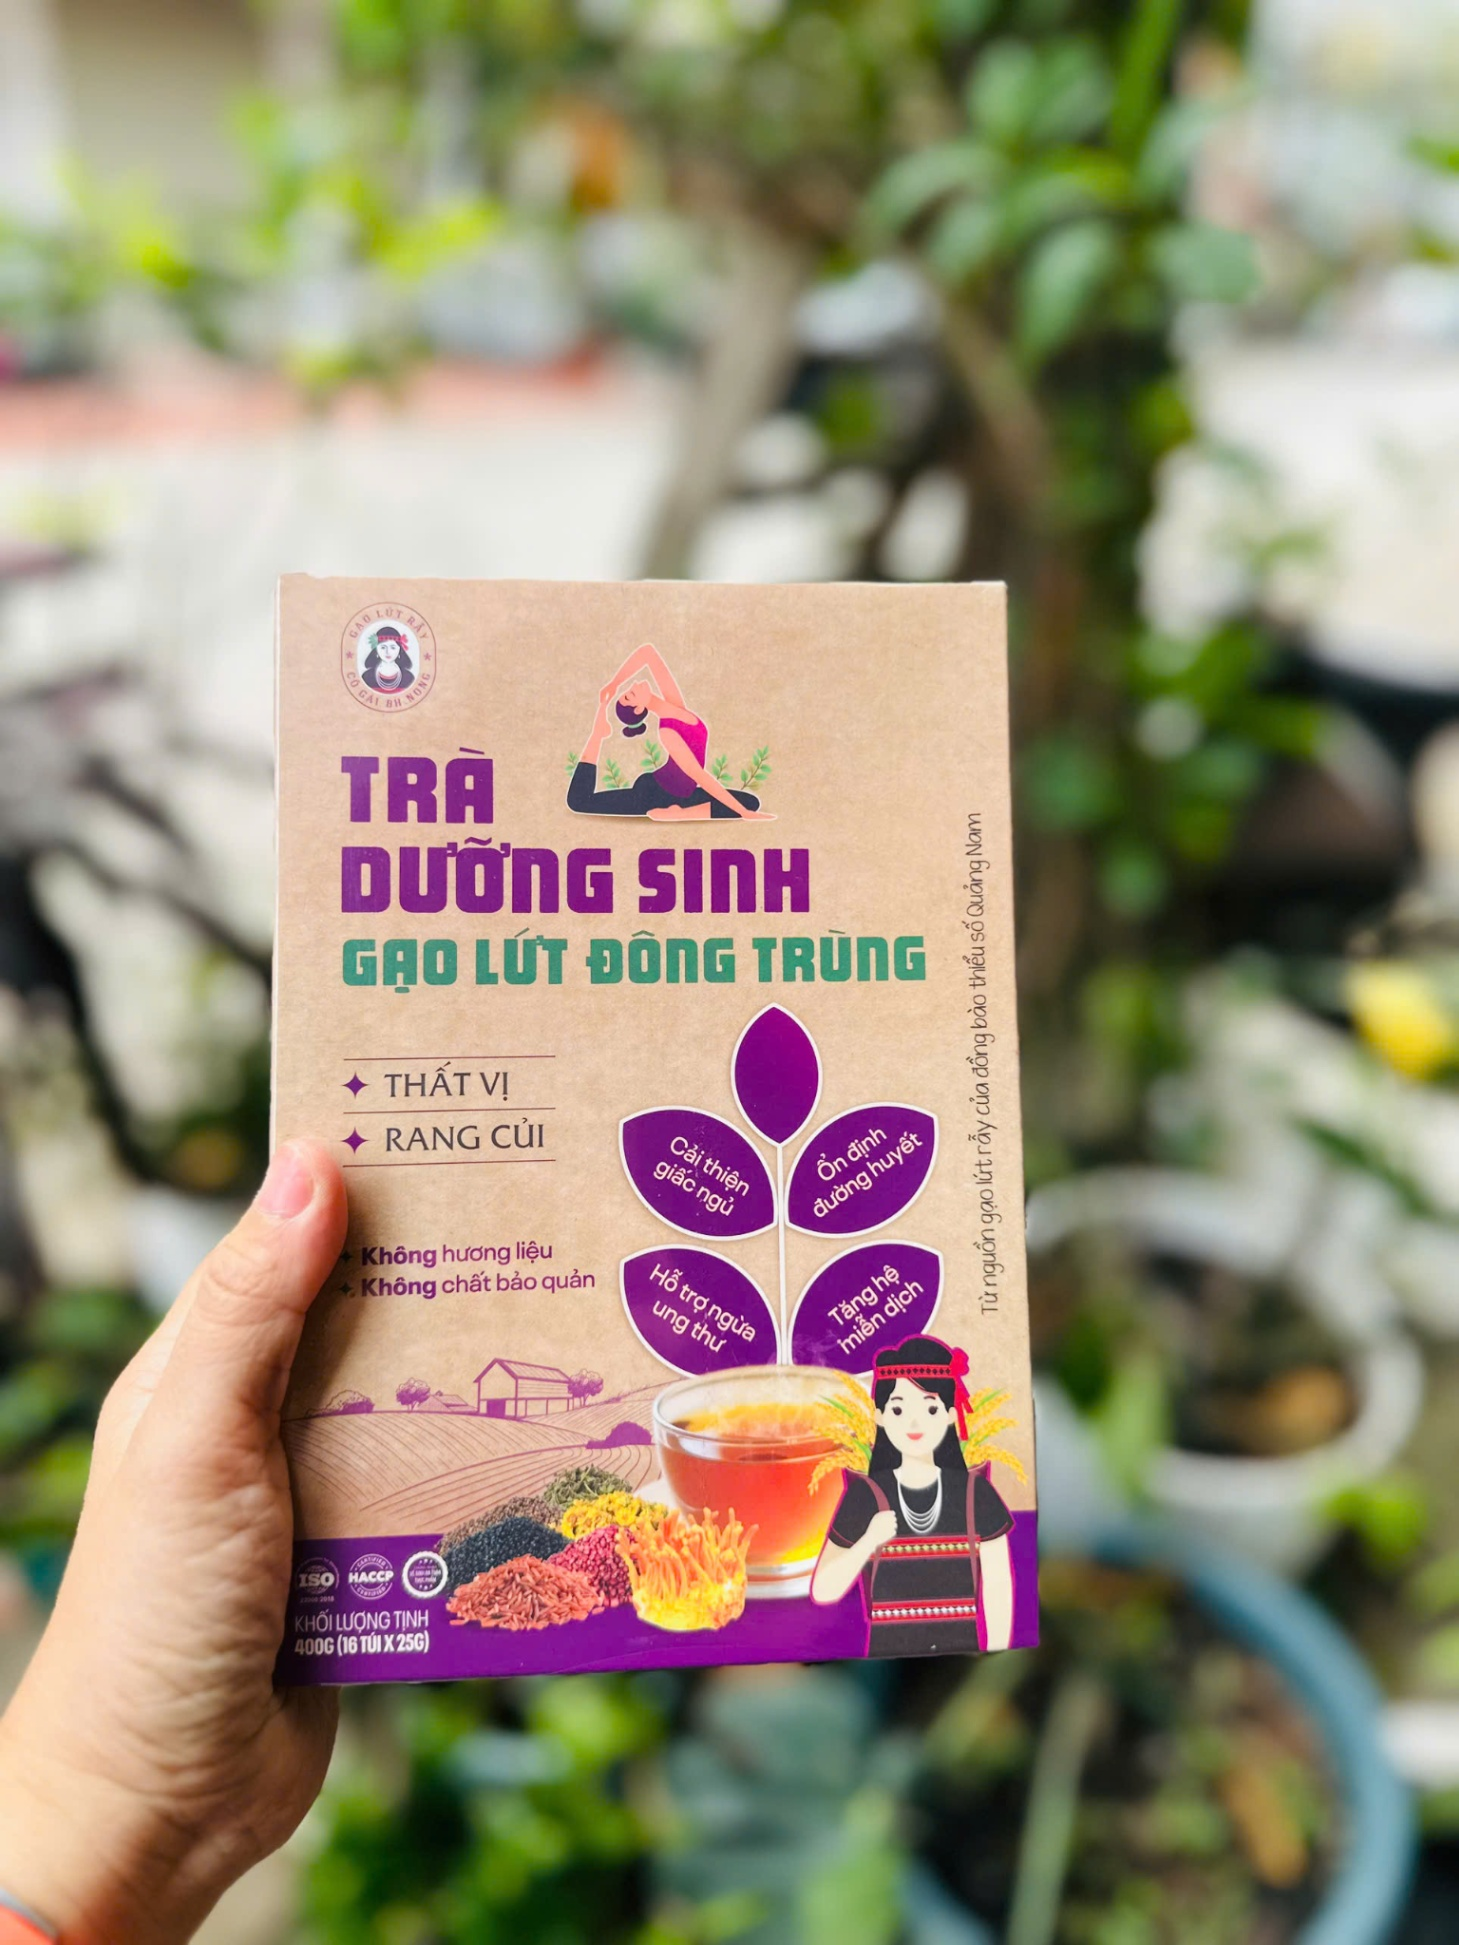 GẠO LỨT RẪY
CÔ GÁI BH.NONG
TRÀ
DƯỠNG SINH
GẠO LỨT ĐÔNG TRÙNG
THẤT VỊ
RANG CỦI
Không hương liệu
Không chất bảo quản
Cải thiện
giấc ngủ
Ổn định
đường huyết
Hỗ trợ ngừa
ung thư
Tăng hệ
miễn dịch
Từ nguồn gạo lứt rẫy của đồng bào thiểu số Quảng Nam
ISO
CERTIFIED
HACCP
CERTIFIED
KHỐI LƯỢNG TỊNH
400G (16 TÚI X 25G)